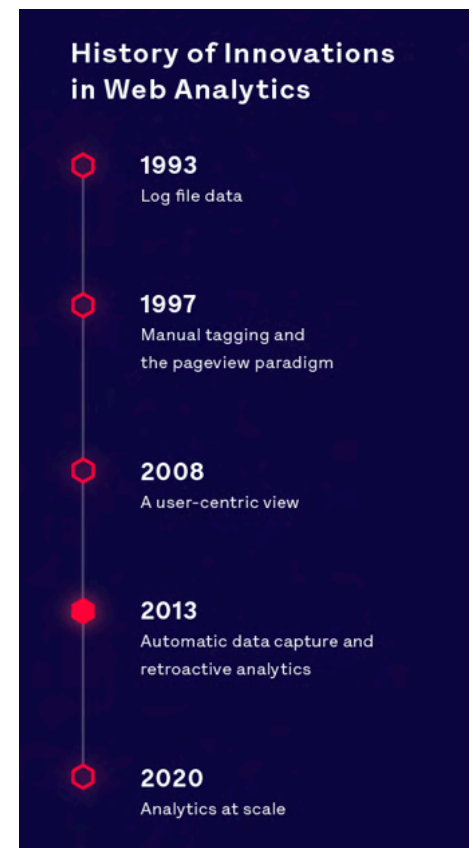 History of Innovations
in Web Analytics
1993
Log file data
1997
Manual tagging and
the pageview paradigm
2008
A user-centric view
2013
Automatic data capture and
retroactive analytics
2020
Analytics at scale